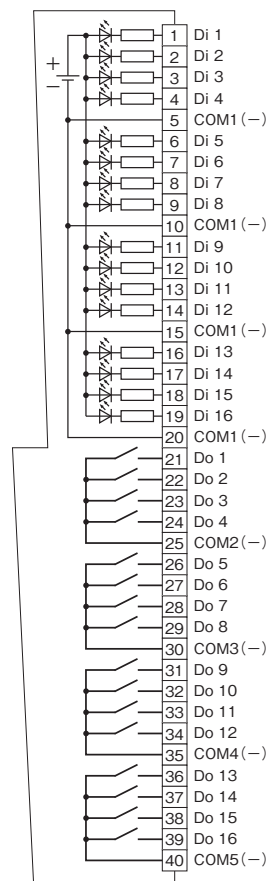 +
−
1 Di 1
2 Di 2
3 Di 3
4 Di 4
5 COM1(−)
6 Di 5
7 Di 6
8 Di 7
9 Di 8
10 COM1(−)
11 Di 9
12 Di 10
13 Di 11
14 Di 12
15 COM1(−)
16 Di 13
17 Di 14
18 Di 15
19 Di 16
20 COM1(−)
21 Do 1
22 Do 2
23 Do 3
24 Do 4
25 COM2(−)
26 Do 5
27 Do 6
28 Do 7
29 Do 8
30 COM3(−)
31 Do 9
32 Do 10
33 Do 11
34 Do 12
35 COM4(−)
36 Do 13
37 Do 14
38 Do 15
39 Do 16
40 COM5(−)